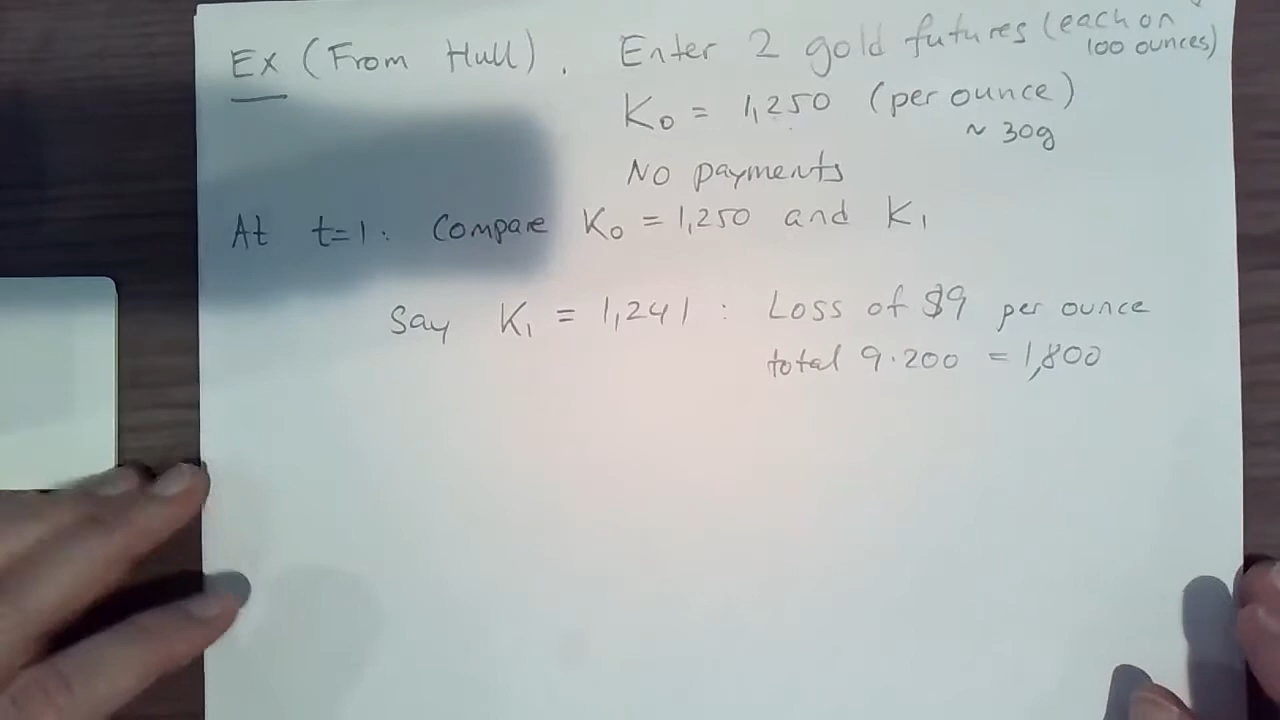 Ex (From Hull). Enter 2 gold futures (each on
100 ounces)
K₀ = 1,250 (per ounce)
~ 30g
No payments
At t=1: Compare K₀ = 1,250 and K₁
Say K₁ = 1,241 : Loss of $9 per ounce
total 9·200 = 1,800